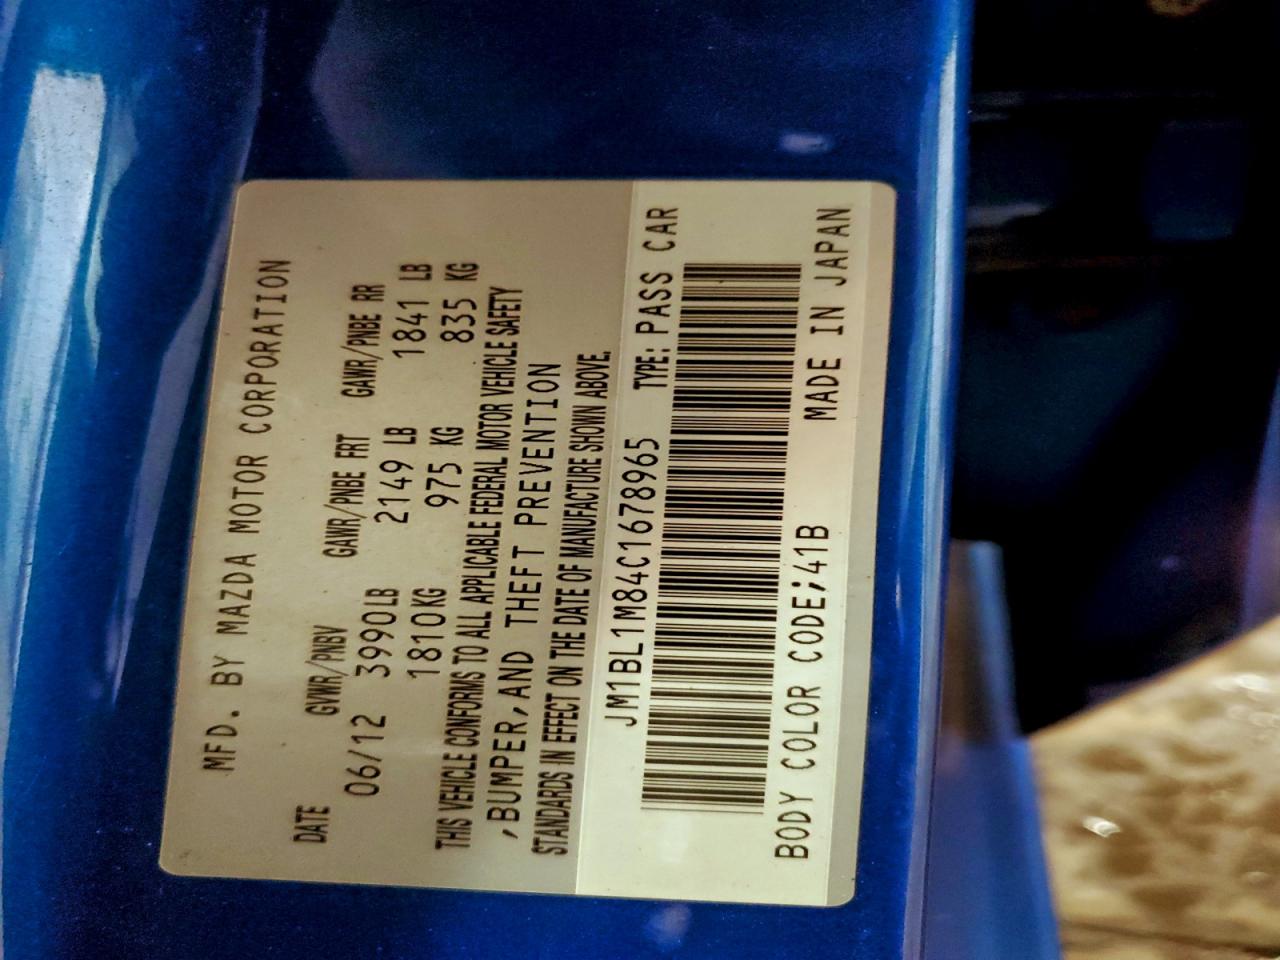 MFD. BY MAZDA MOTOR CORPORATION
DATE GVWR/PNBV GAWR/PNBE FRT GAWR/PNBE RR
06/12 3990LB 2149 LB 1841 LB
1810KG 975 KG 835 KG
THIS VEHICLE CONFORMS TO ALL APPLICABLE FEDERAL MOTOR VEHICLE SAFETY
,BUMPER,AND THEFT PREVENTION
STANDARDS IN EFFECT ON THE DATE OF MANUFACTURE SHOWN ABOVE.
JM1BL1M84C1678965 TYPE: PASS CAR
BODY COLOR CODE;41B MADE IN JAPAN